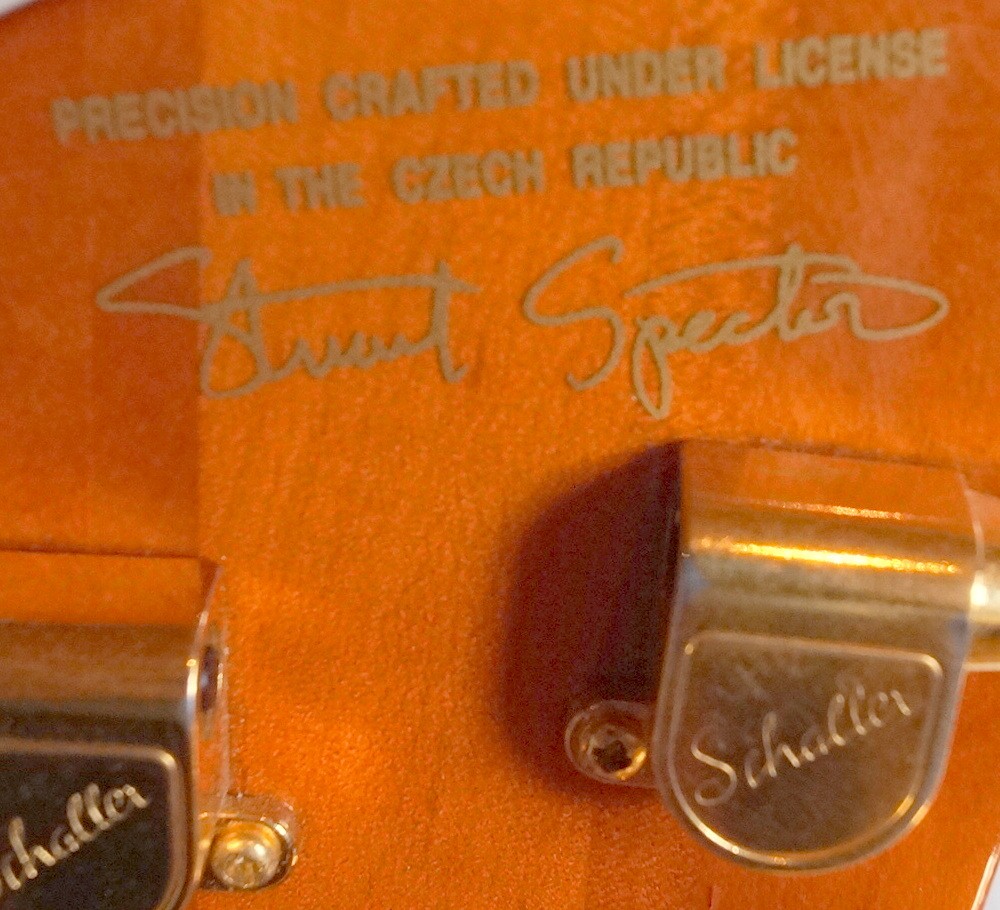 PRECISION CRAFTED UNDER LICENSE
IN THE CZECH REPUBLIC
Stuart Spector
Schaller
Schaller